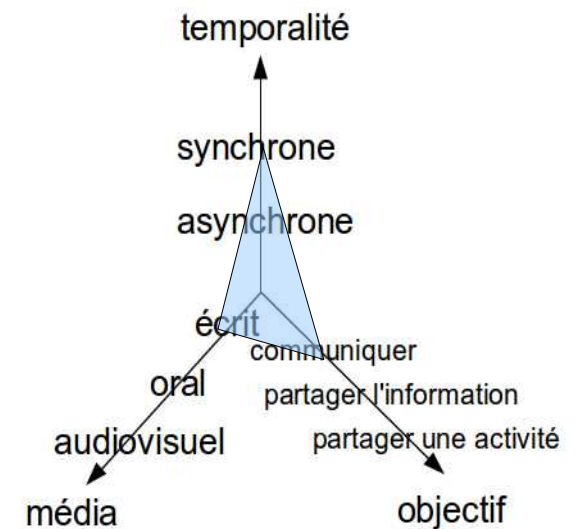 temporalité
synchrone
asynchrone
écrit
communiquer
oral
partager l'information
audiovisuel
partager une activité
média
objectif